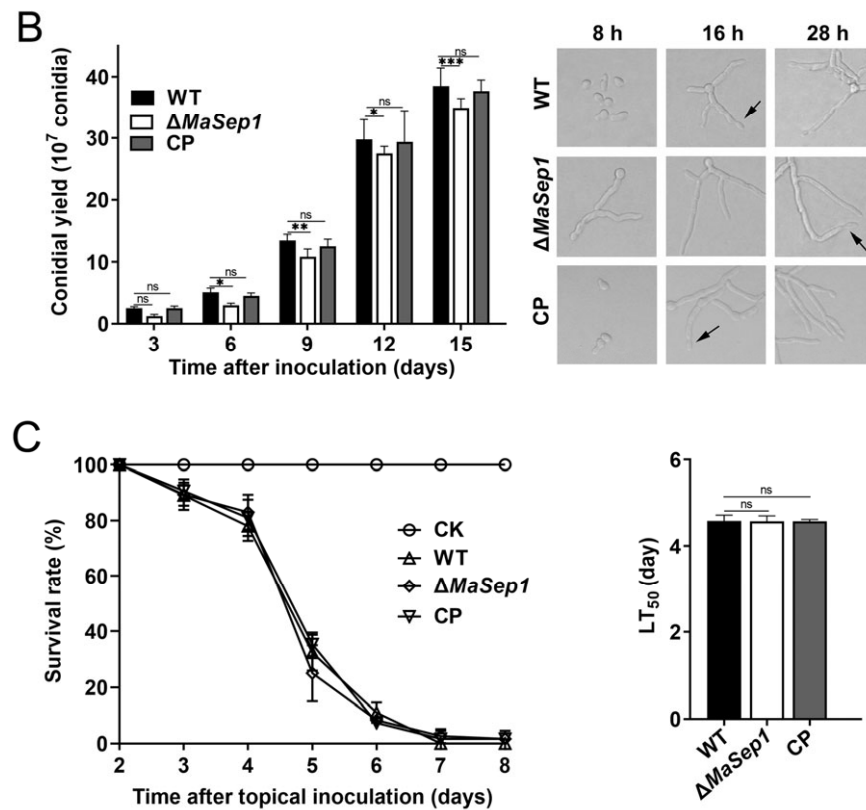 B
Conidial yield (10⁷ conidia)
40
30
20
10
0
WT
ΔMaSep1
CP
ns
ns
ns
*
ns
**
ns
*
ns
***
3 6 9 12 15
Time after inoculation (days)
8 h 16 h 28 h
WT
ΔMaSep1
CP
C
Survival rate (%)
100
80
60
40
20
0
CK
WT
ΔMaSep1
CP
2 3 4 5 6 7 8
Time after topical inoculation (days)
LT₅₀ (day)
6
4
2
0
ns
ns
WT
ΔMaSep1
CP